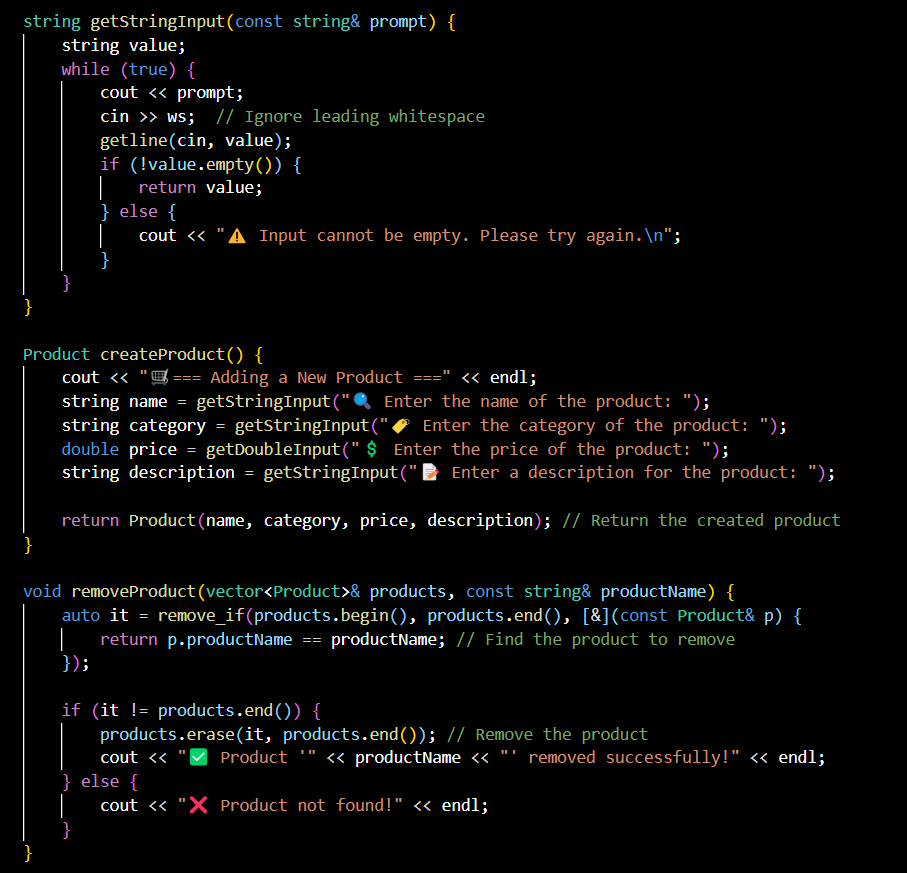 string getStringInput(const string& prompt) {
    string value;
    while (true) {
        cout << prompt;
        cin >> ws;  // Ignore leading whitespace
        getline(cin, value);
        if (!value.empty()) {
            return value;
        } else {
            cout << "⚠️ Input cannot be empty. Please try again.\n";
        }
    }
}

Product createProduct() {
    cout << "🛒=== Adding a New Product ===" << endl;
    string name = getStringInput("🔍 Enter the name of the product: ");
    string category = getStringInput("🏷️ Enter the category of the product: ");
    double price = getDoubleInput("💲 Enter the price of the product: ");
    string description = getStringInput("📝 Enter a description for the product: ");

    return Product(name, category, price, description); // Return the created product
}

void removeProduct(vector<Product>& products, const string& productName) {
    auto it = remove_if(products.begin(), products.end(), [&](const Product& p) {
        return p.productName == productName; // Find the product to remove
    });

    if (it != products.end()) {
        products.erase(it, products.end()); // Remove the product
        cout << "✅ Product '" << productName << "' removed successfully!" << endl;
    } else {
        cout << "❌ Product not found!" << endl;
    }
}